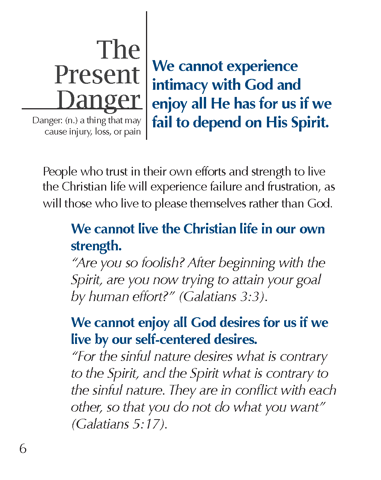 The
Present
Danger
Danger: (n.) a thing that may
cause injury, loss, or pain
We cannot experience
intimacy with God and
enjoy all He has for us if we
fail to depend on His Spirit.
People who trust in their own efforts and strength to live
the Christian life will experience failure and frustration, as
will those who live to please themselves rather than God.
We cannot live the Christian life in our own
strength.
“Are you so foolish? After beginning with the
Spirit, are you now trying to attain your goal
by human effort?” (Galatians 3:3).
We cannot enjoy all God desires for us if we
live by our self-centered desires.
“For the sinful nature desires what is contrary
to the Spirit, and the Spirit what is contrary to
the sinful nature. They are in conflict with each
other, so that you do not do what you want”
(Galatians 5:17).
6